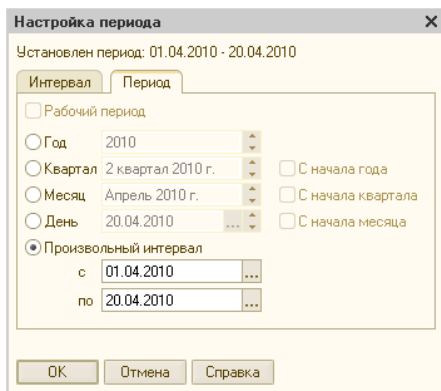 Настройка периода
Установлен период: 01.04.2010 - 20.04.2010
Интервал Период
Рабочий период
Год 2010
Квартал 2 квартал 2010 г. С начала года
Месяц Апрель 2010 г. С начала квартала
День 20.04.2010 ... С начала месяца
Произвольный интервал
с 01.04.2010 ...
по 20.04.2010 ...
OK Отмена Справка